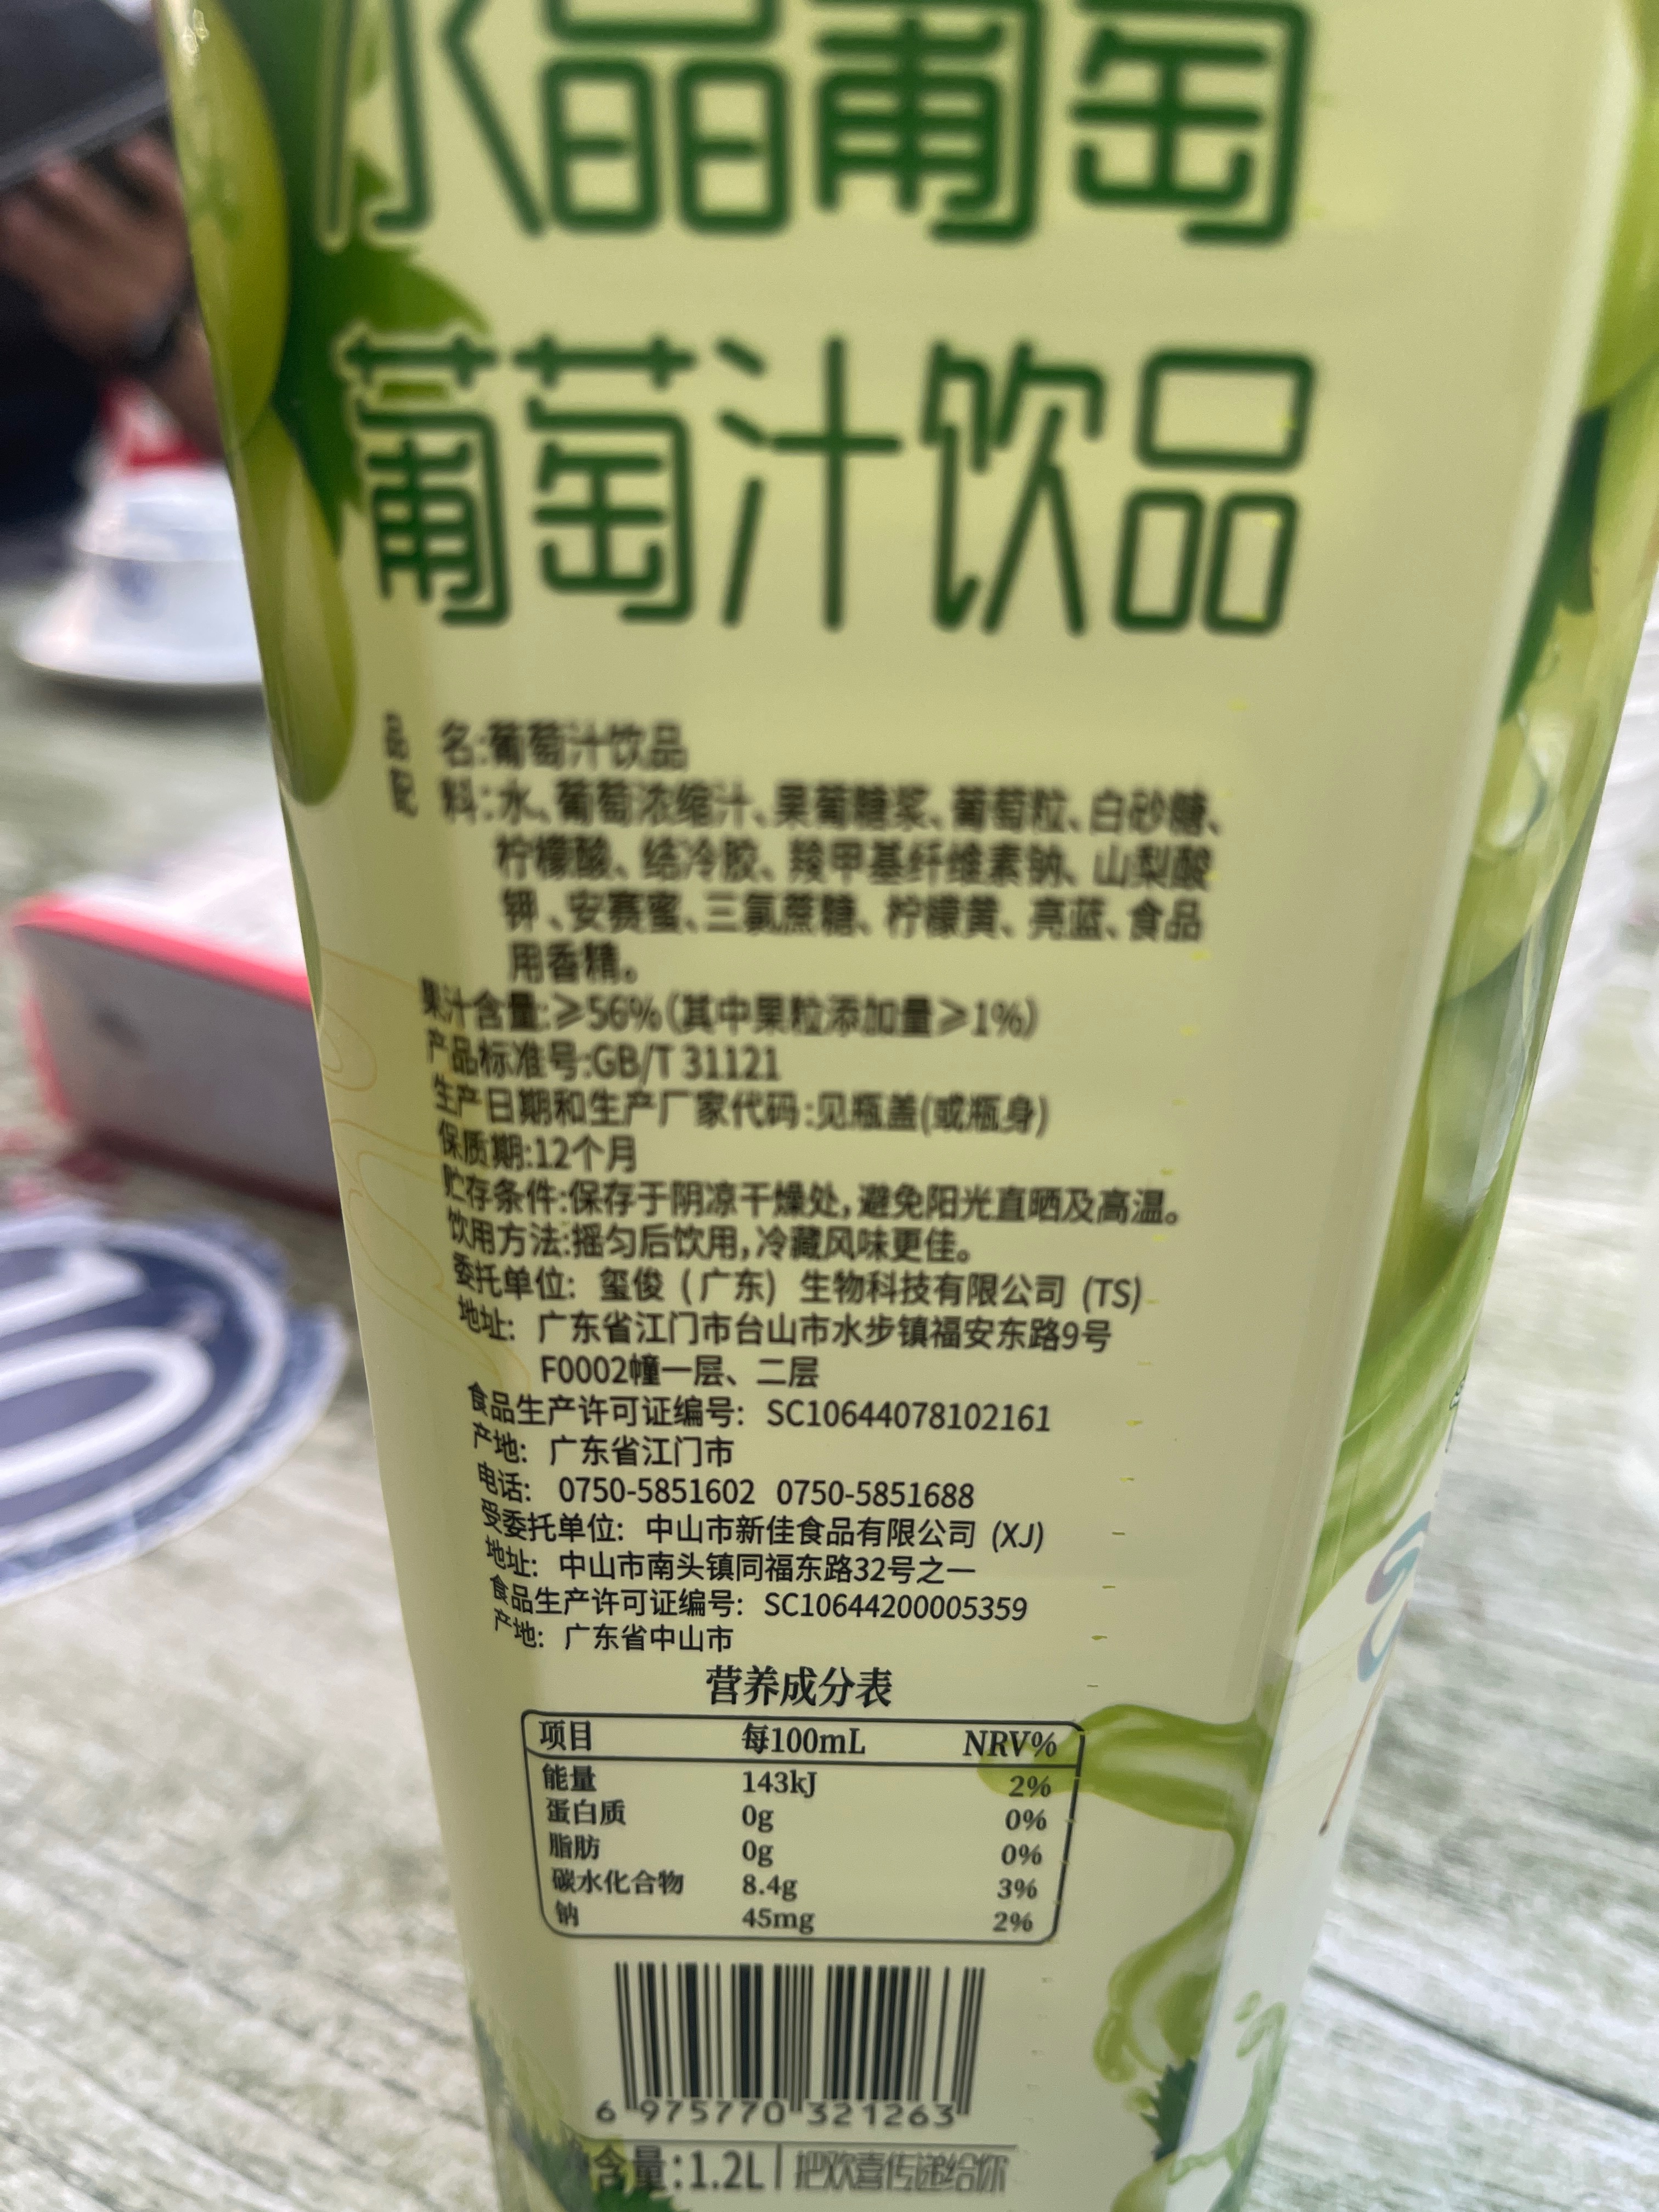 水晶葡萄
葡萄汁饮品
品 名:葡萄汁饮品
配 料:水、葡萄浓缩汁、果葡糖浆、葡萄粒、白砂糖、
柠檬酸、结冷胶、羧甲基纤维素钠、山梨酸
钾、安赛蜜、三氯蔗糖、柠檬黄、亮蓝、食品
用香精。
果汁含量:≥56%(其中果粒添加量≥1%)
产品标准号:GB/T 31121
生产日期和生产厂家代码:见瓶盖(或瓶身)
保质期:12个月
贮存条件:保存于阴凉干燥处,避免阳光直晒及高温。
饮用方法:摇匀后饮用,冷藏风味更佳。
委托单位: 玺俊 (广东) 生物科技有限公司 (TS)
地址: 广东省江门市台山市水步镇福安东路9号
F0002幢一层、二层
食品生产许可证编号: SC10644078102161
产地: 广东省江门市
电话: 0750-5851602 0750-5851688
受委托单位: 中山市新佳食品有限公司 (XJ)
地址: 中山市南头镇同福东路32号之一
食品生产许可证编号: SC10644200005359
产地: 广东省中山市
营养成分表
项目 每100mL NRV%
能量 143kJ 2%
蛋白质 0g 0%
脂肪 0g 0%
碳水化合物 8.4g 3%
钠 45mg 2%
6 975770 321263
含量:1.2L | 把欢喜传递给你